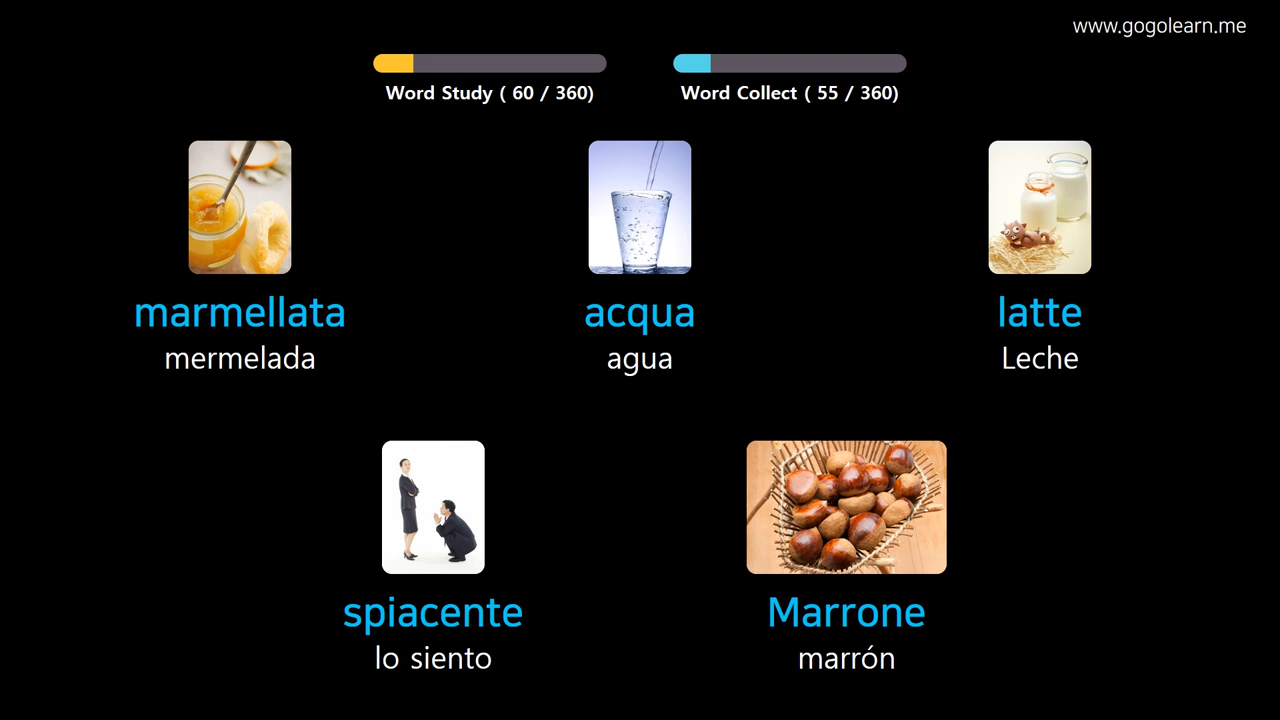 www.gogolearn.me
Word Study ( 60 / 360)
Word Collect ( 55 / 360)
marmellata
mermelada
acqua
agua
latte
Leche
spiacente
lo siento
Marrone
marrón